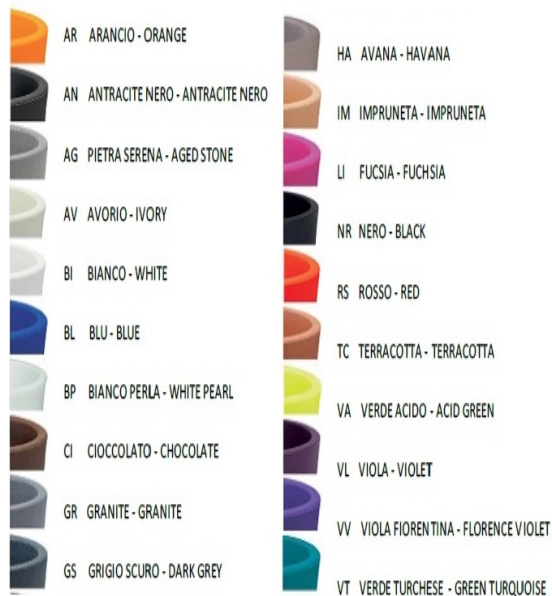 AR ARANCIO - ORANGE
AN ANTRACITE NERO - ANTRACITE NERO
AG PIETRA SERENA - AGED STONE
AV AVORIO - IVORY
BI BIANCO - WHITE
BL BLU - BLUE
BP BIANCO PERLA - WHITE PEARL
CI CIOCCOLATO - CHOCOLATE
GR GRANITE - GRANITE
GS GRIGIO SCURO - DARK GREY
HA AVANA - HAVANA
IM IMPRUNETA - IMPRUNETA
LI FUCSIA - FUCHSIA
NR NERO - BLACK
RS ROSSO - RED
TC TERRACOTTA - TERRACOTTA
VA VERDE ACIDO - ACID GREEN
VL VIOLA - VIOLET
VV VIOLA FIORENTINA - FLORENCE VIOLET
VT VERDE TURCHESE - GREEN TURQUOISE